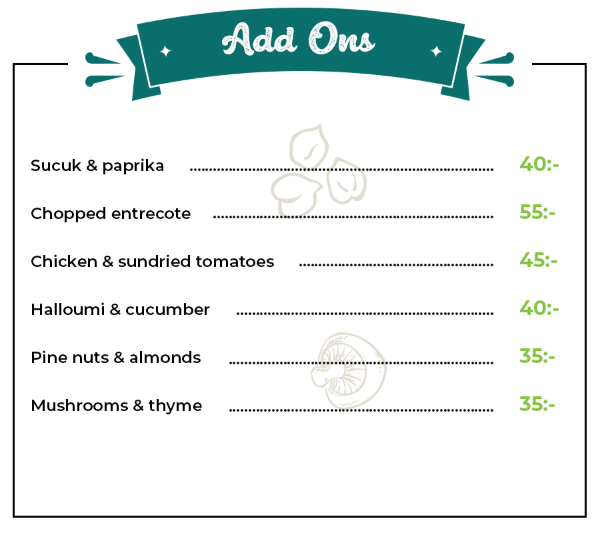 Add Ons
Sucuk & paprika ........................ 40:-
Chopped entrecote ........................ 55:-
Chicken & sundried tomatoes ........................ 45:-
Halloumi & cucumber ........................ 40:-
Pine nuts & almonds ........................ 35:-
Mushrooms & thyme ........................ 35:-